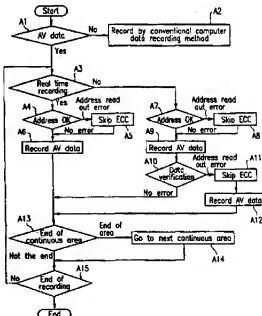 Start
A1
A2
AV data
No
Record by conventional computer
data recording method
Yes
A3
Real time
recording
No
A4
Yes
Address read
out error
A7
Address read
out error
Address OK
Skip ECC
Address OK
Skip ECC
A6
No error
A5
A9
No error
A8
Record AV data
Record AV data
A10
Address read
out error
A11
Data
verification
Skip ECC
No error
Record AV data
A12
A13
End of
continuous area
End of
area
Go to next continuous area
Not the end
A15
A14
No
End of
recording
End